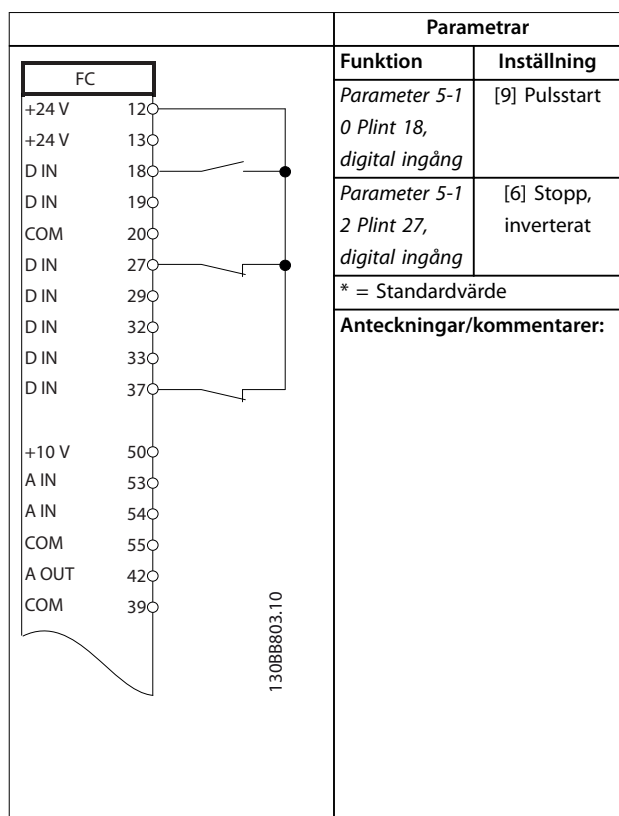 Parametrar
Funktion Inställning
Parameter 5-1
0 Plint 18,
digital ingång
[9] Pulsstart
Parameter 5-1
2 Plint 27,
digital ingång
[6] Stopp,
inverterat
* = Standardvärde
Anteckningar/kommentarer:
FC
+24 V 12
+24 V 13
D IN 18
D IN 19
COM 20
D IN 27
D IN 29
D IN 32
D IN 33
D IN 37
+10 V 50
A IN 53
A IN 54
COM 55
A OUT 42
COM 39
130BB803.10